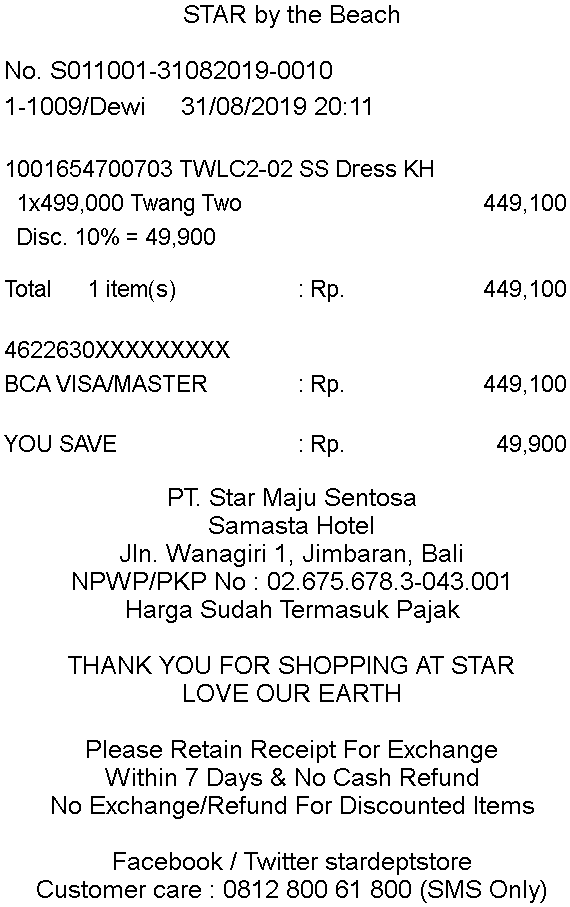 STAR by the Beach
No. S011001-31082019-0010
1-1009/Dewi 31/08/2019 20:11
1001654700703 TWLC2-02 SS Dress KH
1x499,000 Twang Two 449,100
Disc. 10% = 49,900
Total 1 item(s) : Rp. 449,100
4622630XXXXXXXXX
BCA VISA/MASTER : Rp. 449,100
YOU SAVE : Rp. 49,900
PT. Star Maju Sentosa
Samasta Hotel
Jln. Wanagiri 1, Jimbaran, Bali
NPWP/PKP No : 02.675.678.3-043.001
Harga Sudah Termasuk Pajak
THANK YOU FOR SHOPPING AT STAR
LOVE OUR EARTH
Please Retain Receipt For Exchange
Within 7 Days & No Cash Refund
No Exchange/Refund For Discounted Items
Facebook / Twitter stardeptstore
Customer care : 0812 800 61 800 (SMS Only)